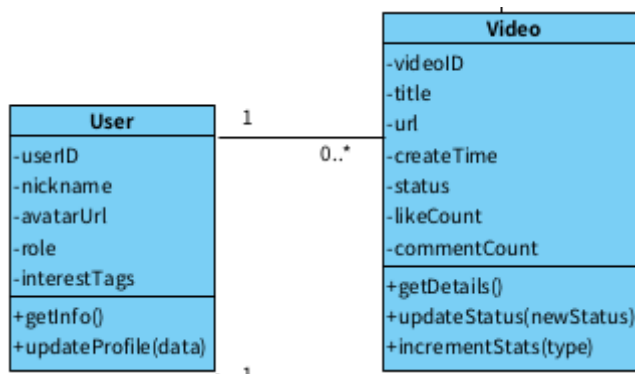 User
-userID
-nickname
-avatarUrl
-role
-interestTags
+getInfo()
+updateProfile(data)
1
0..*
1
Video
-videoID
-title
-url
-createTime
-status
-likeCount
-commentCount
+getDetails()
+updateStatus(newStatus)
+incrementStats(type)